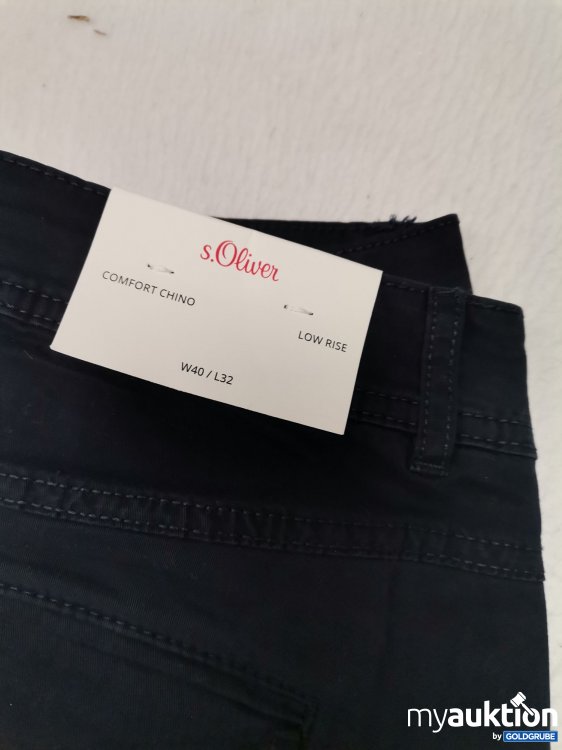 s.Oliver
COMFORT CHINO
LOW RISE
W40 / L32
myauktion
by GOLDGRUBE